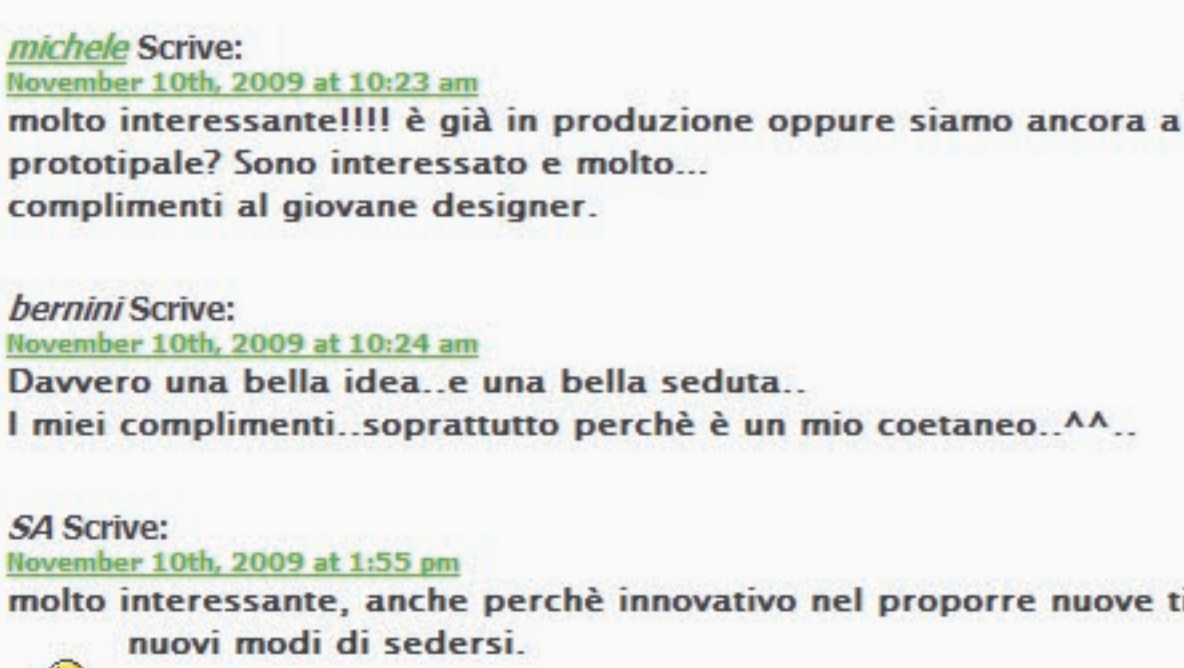 michele Scrive:
November 10th, 2009 at 10:23 am
molto interessante!!!! è già in produzione oppure siamo ancora a
prototipale? Sono interessato e molto...
complimenti al giovane designer.
bernini Scrive:
November 10th, 2009 at 10:24 am
Davvero una bella idea..e una bella seduta..
I miei complimenti..soprattutto perchè è un mio coetaneo..^^..
SA Scrive:
November 10th, 2009 at 1:55 pm
molto interessante, anche perchè innovativo nel proporre nuove
nuovi modi di sedersi.